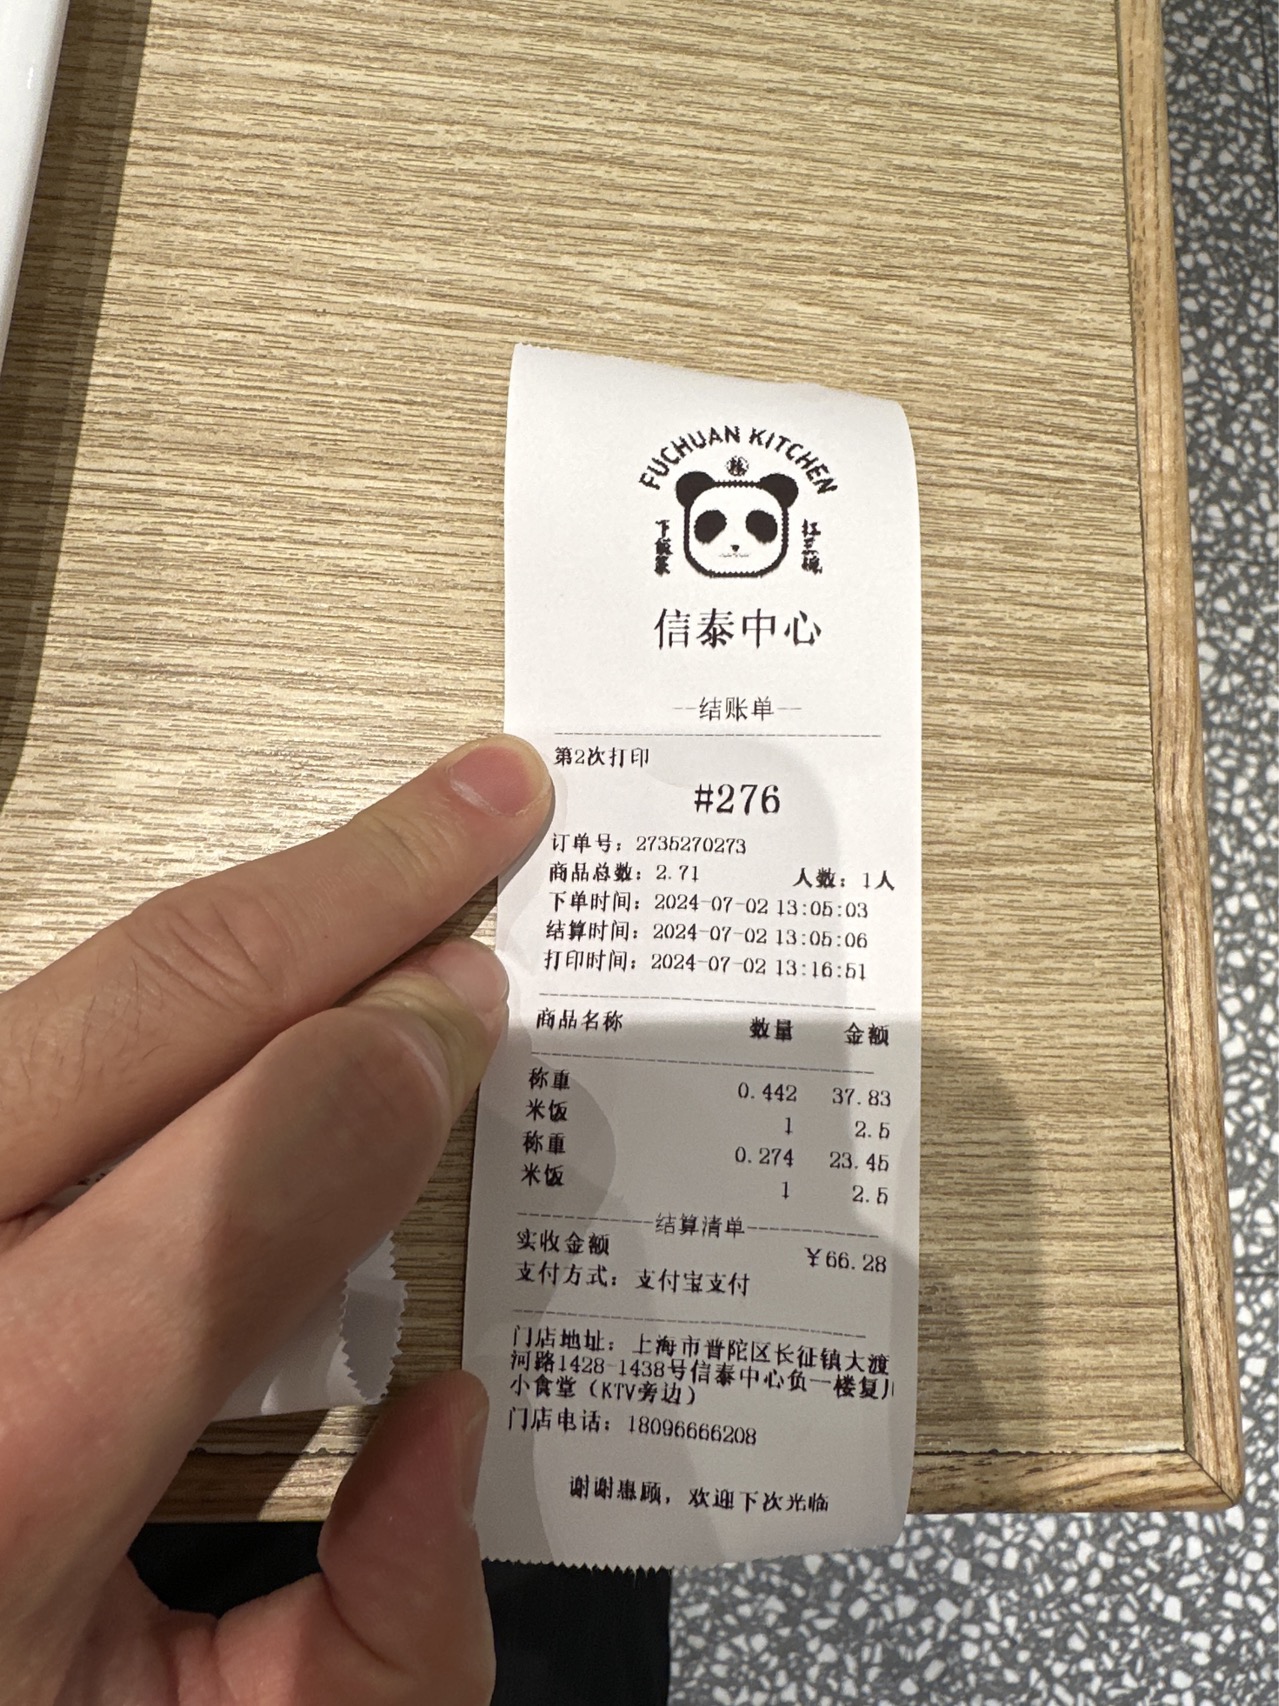 FUCHUAN KITCHEN
下饭菜
扛三碗
信泰中心
--结账单--
第2次打印
#276
订单号：2735270273
商品总数：2.71 人数：1人
下单时间：2024-07-02 13:05:03
结算时间：2024-07-02 13:05:06
打印时间：2024-07-02 13:16:51
商品名称 数量 金额
称重 0.442 37.83
米饭 1 2.5
称重 0.274 23.45
米饭 1 2.5
结算清单
实收金额 ￥66.28
支付方式：支付宝支付
门店地址：上海市普陀区长征镇大渡
河路1428-1438号信泰中心负一楼复川
小食堂（KTV旁边）
门店电话：18096666208
谢谢惠顾，欢迎下次光临